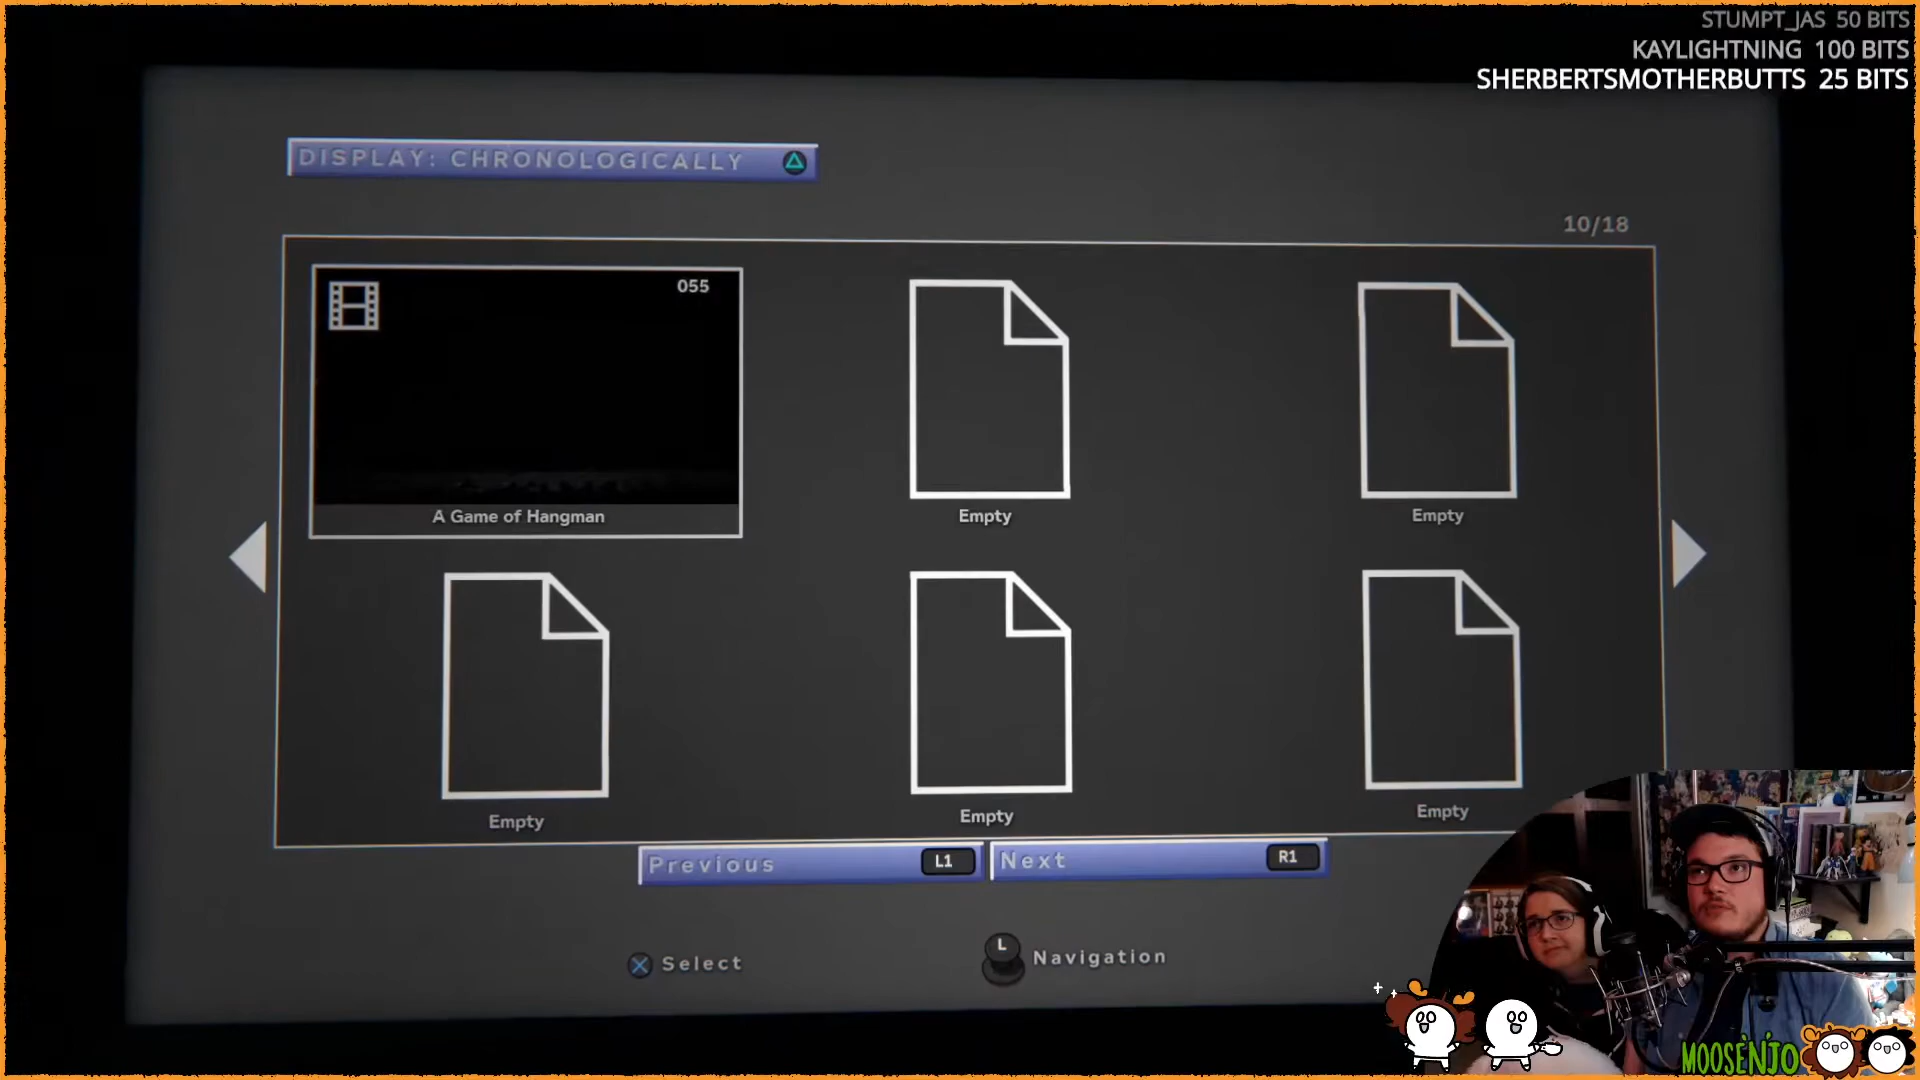 STUMPT_JAS 50 BITS
KAYLIGHTNING 100 BITS
SHERBERTSMOTHERBUTTS 25 BITS
DISPLAY: CHRONOLOGICALLY
10/18
055
A Game of Hangman
Empty
Empty
Empty
Empty
Empty
Previous L1
Next R1
Select
L Navigation
MOOSENJO